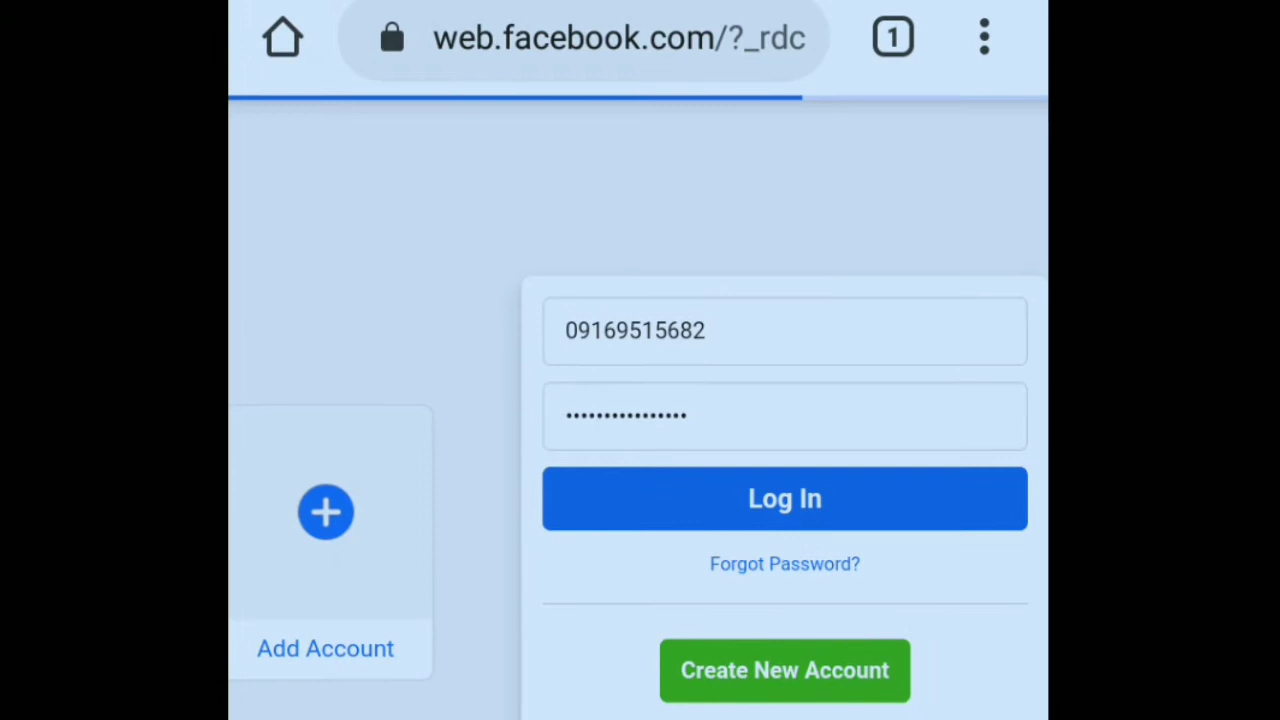 web.facebook.com/?_rdc
1
09169515682
••••••••••••••••
Log In
Forgot Password?
Add Account
Create New Account